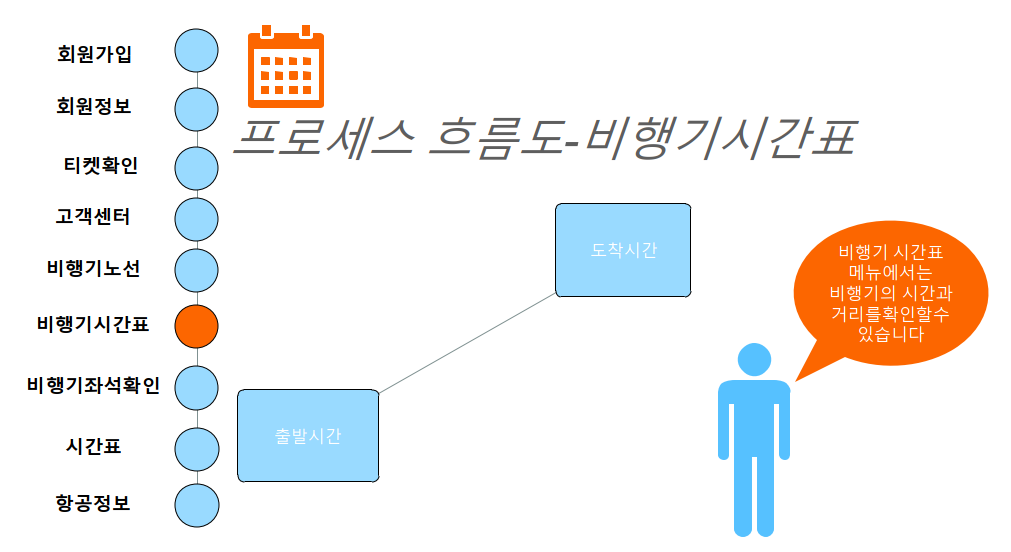 회원가입
회원정보
티켓확인
고객센터
비행기노선
비행기시간표
비행기좌석확인
시간표
항공정보
프로세스 흐름도-비행기시간표
도착시간
출발시간
비행기 시간표
메뉴에서는
비행기의 시간과
거리를확인할수
있습니다